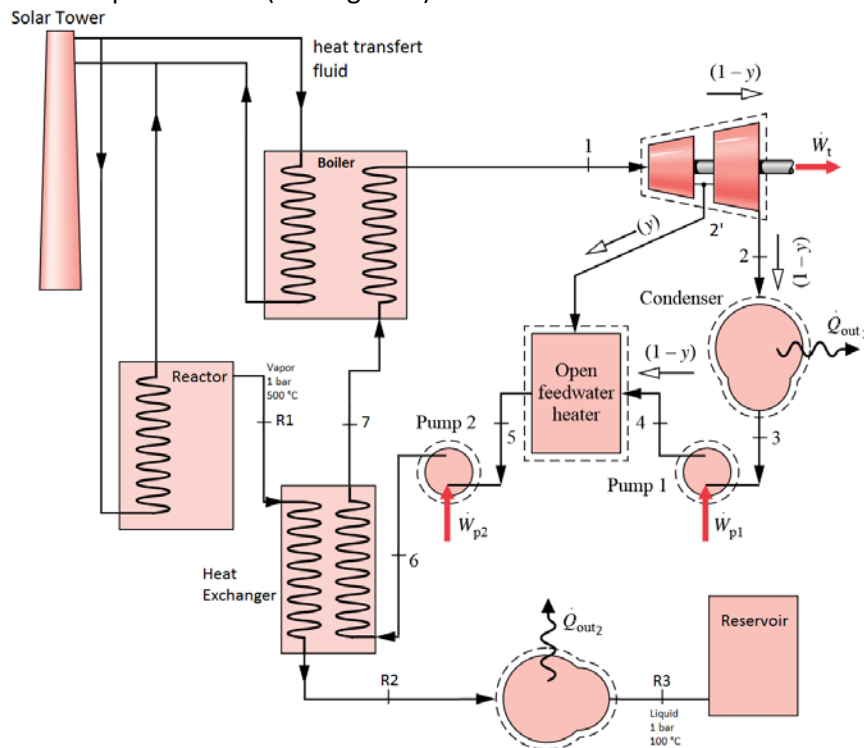 Solar Tower
heat transfert
fluid
(1 – y)
Boiler
1
Ẇt
(y)
2'
2
(1 – y)
Condenser
Q̇out1
Reactor
Vapor
1 bar
500 °C
R1
7
Open
feedwater
heater
(1 – y)
Pump 2
5
4
3
Pump 1
Ẇp2
Ẇp1
6
Heat
Exchanger
Q̇out2
Reservoir
R2
R3
Liquid
1 bar
100 °C